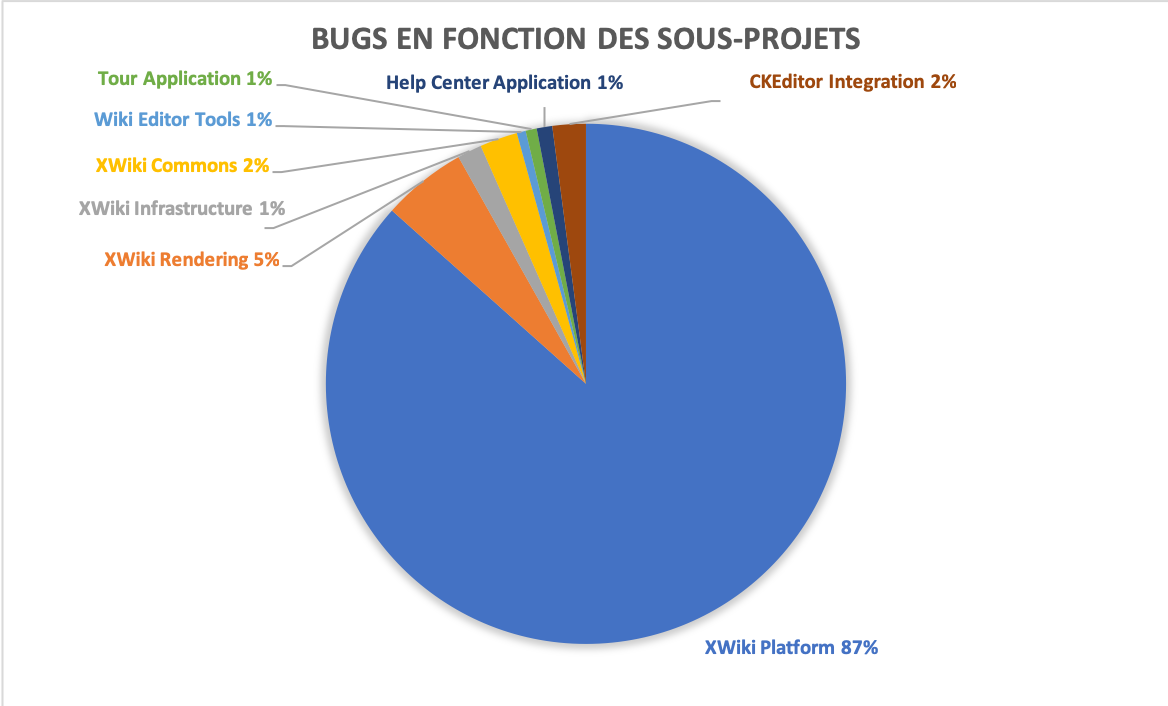 BUGS EN FONCTION DES SOUS-PROJETS
Tour Application 1%
Help Center Application 1%
CKEditor Integration 2%
Wiki Editor Tools 1%
XWiki Commons 2%
XWiki Infrastructure 1%
XWiki Rendering 5%
XWiki Platform 87%